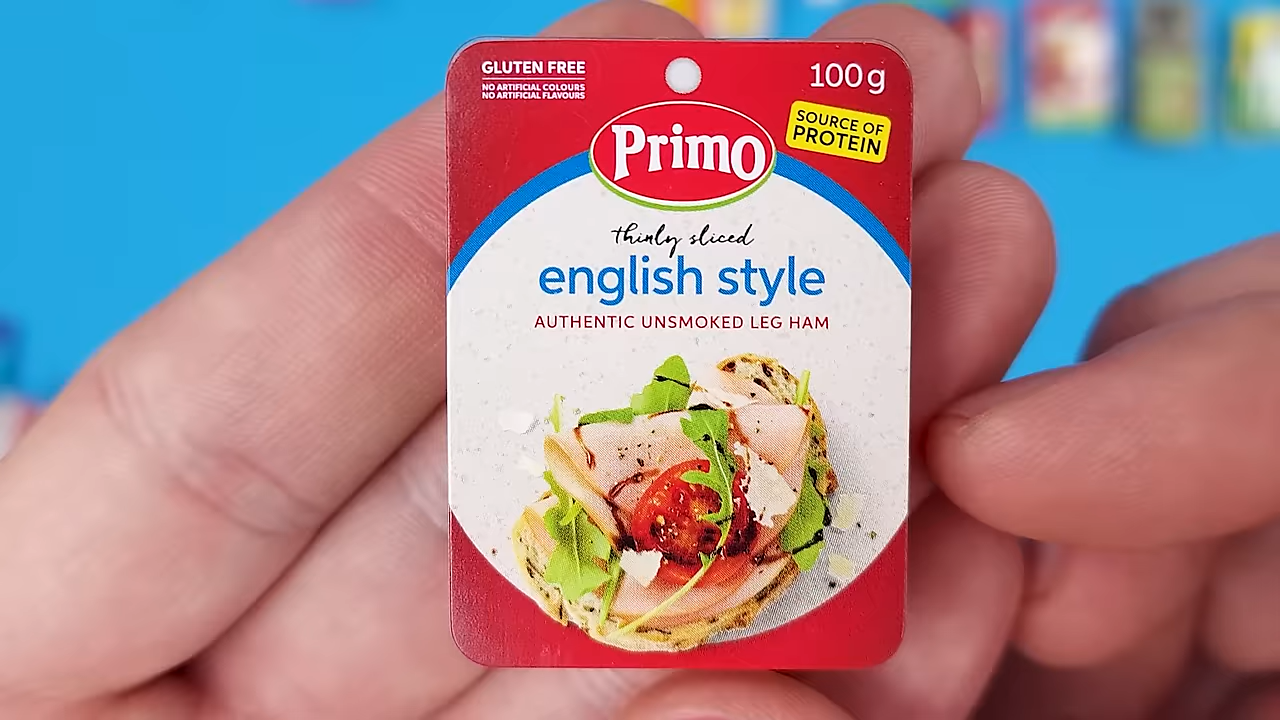 GLUTEN FREE
NO ARTIFICIAL COLOURS
NO ARTIFICIAL FLAVOURS
100g
SOURCE OF
PROTEIN
Primo
thinly sliced
english style
AUTHENTIC UNSMOKED LEG HAM